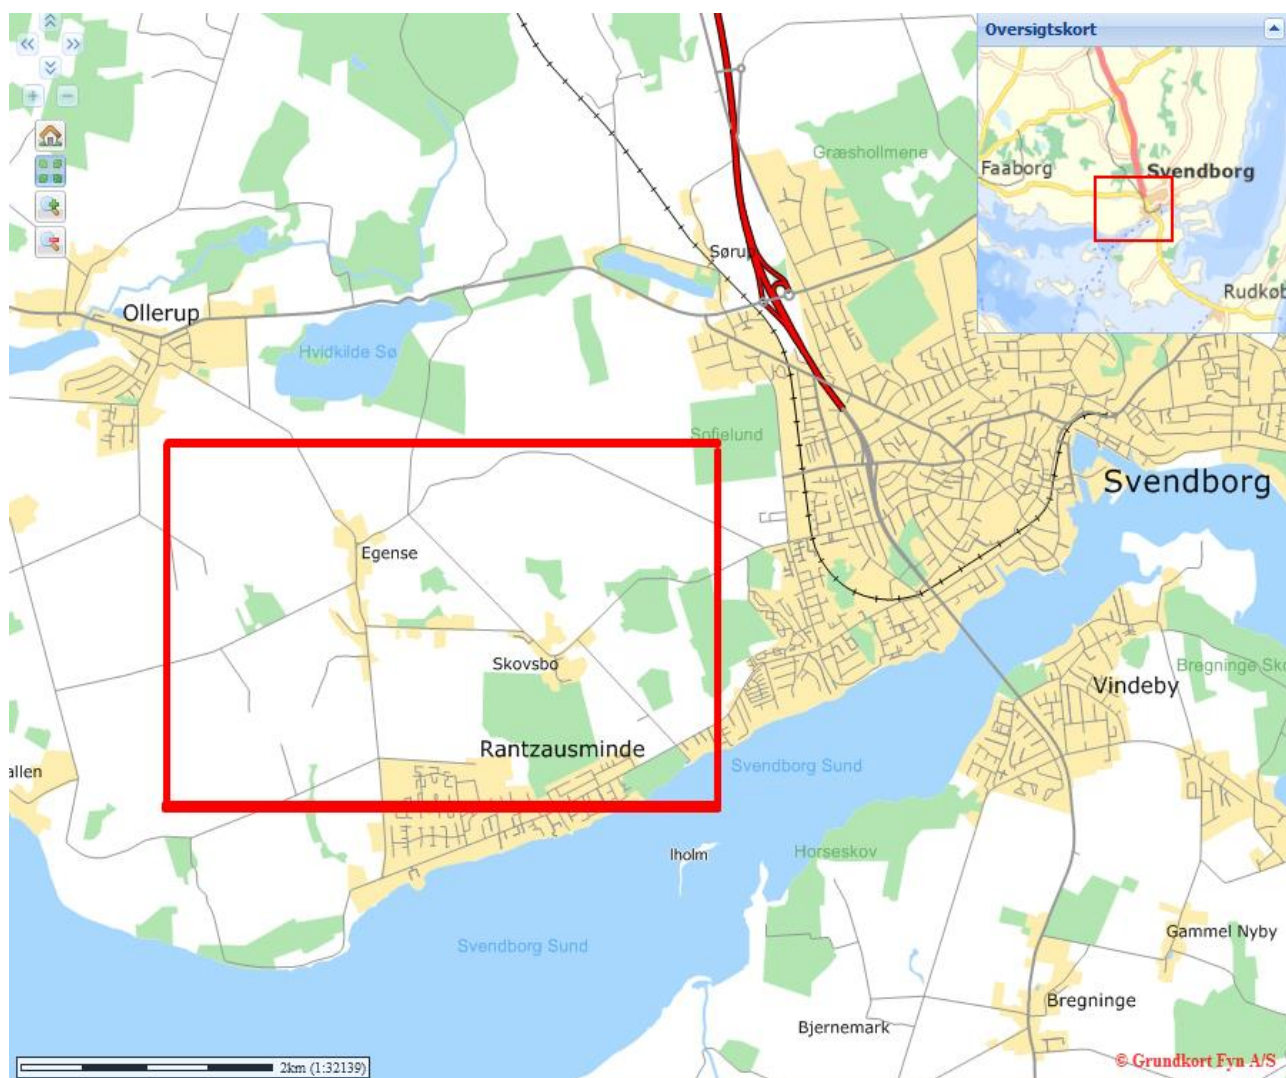 Oversigtskort
Græshollmene
Faaborg
Svendborg
Sørup
Rudkøb
Ollerup
Hvidkilde Sø
Sofielund
Svendborg
Egense
Skovsbo
Bregninge Sko
Vindeby
Rantzausminde
allen
Svendborg Sund
Iholm
Horseskov
Svendborg Sund
Gammel Nyby
Bregninge
Bjernemark
2km (1:32139)
© Grundkort Fyn A/S